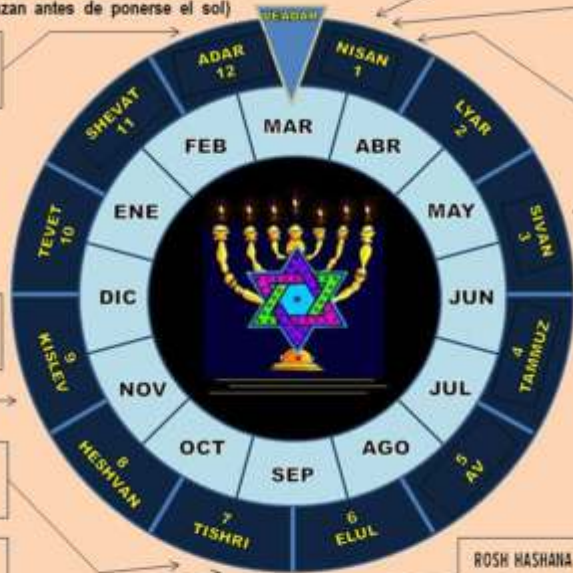 zan antes de ponerse el sol)
VEADAR
NISAN
1
LYAR
2
SIVAN
3
4
TAMMUZ
5
AV
6
ELUL
7
TISHRI
8
HESHVAN
9
KISLEV
TEVET
10
SHEVAT
11
ADAR
12
MAR
ABR
MAY
JUN
JUL
AGO
SEP
OCT
NOV
DIC
ENE
FEB
ROSH HASHANA